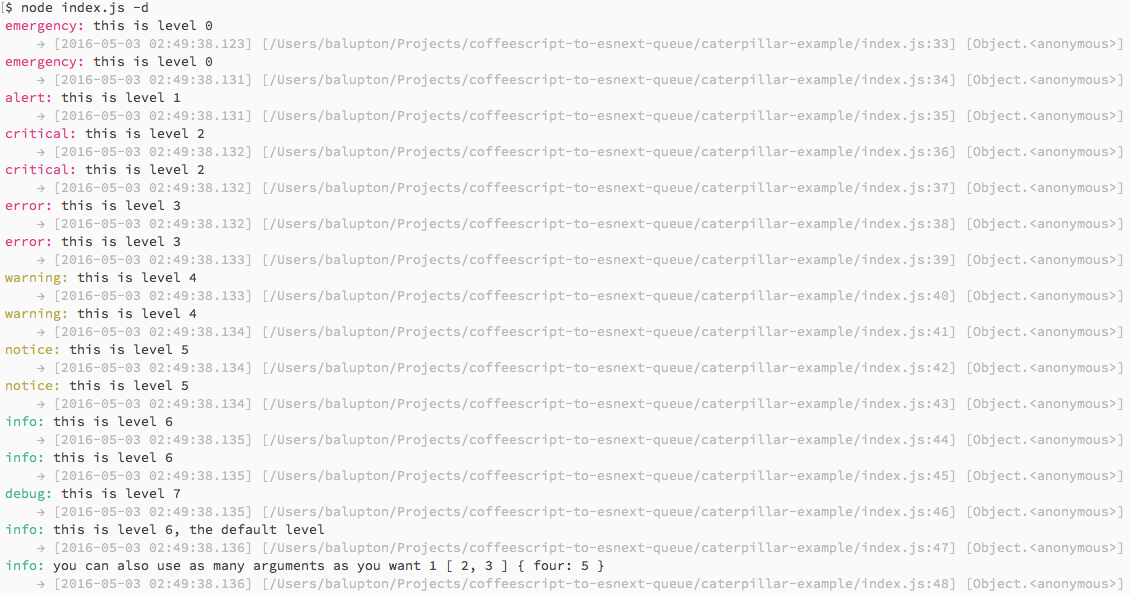 [$ node index.js -d
emergency: this is level 0
    → [2016-05-03 02:49:38.123] [/Users/balupton/Projects/coffeescript-to-esnext-queue/caterpillar-example/index.js:33] [Object.<anonymous>]
emergency: this is level 0
    → [2016-05-03 02:49:38.131] [/Users/balupton/Projects/coffeescript-to-esnext-queue/caterpillar-example/index.js:34] [Object.<anonymous>]
alert: this is level 1
    → [2016-05-03 02:49:38.131] [/Users/balupton/Projects/coffeescript-to-esnext-queue/caterpillar-example/index.js:35] [Object.<anonymous>]
critical: this is level 2
    → [2016-05-03 02:49:38.132] [/Users/balupton/Projects/coffeescript-to-esnext-queue/caterpillar-example/index.js:36] [Object.<anonymous>]
critical: this is level 2
    → [2016-05-03 02:49:38.132] [/Users/balupton/Projects/coffeescript-to-esnext-queue/caterpillar-example/index.js:37] [Object.<anonymous>]
error: this is level 3
    → [2016-05-03 02:49:38.132] [/Users/balupton/Projects/coffeescript-to-esnext-queue/caterpillar-example/index.js:38] [Object.<anonymous>]
error: this is level 3
    → [2016-05-03 02:49:38.133] [/Users/balupton/Projects/coffeescript-to-esnext-queue/caterpillar-example/index.js:39] [Object.<anonymous>]
warning: this is level 4
    → [2016-05-03 02:49:38.133] [/Users/balupton/Projects/coffeescript-to-esnext-queue/caterpillar-example/index.js:40] [Object.<anonymous>]
warning: this is level 4
    → [2016-05-03 02:49:38.134] [/Users/balupton/Projects/coffeescript-to-esnext-queue/caterpillar-example/index.js:41] [Object.<anonymous>]
notice: this is level 5
    → [2016-05-03 02:49:38.134] [/Users/balupton/Projects/coffeescript-to-esnext-queue/caterpillar-example/index.js:42] [Object.<anonymous>]
notice: this is level 5
    → [2016-05-03 02:49:38.134] [/Users/balupton/Projects/coffeescript-to-esnext-queue/caterpillar-example/index.js:43] [Object.<anonymous>]
info: this is level 6
    → [2016-05-03 02:49:38.135] [/Users/balupton/Projects/coffeescript-to-esnext-queue/caterpillar-example/index.js:44] [Object.<anonymous>]
info: this is level 6
    → [2016-05-03 02:49:38.135] [/Users/balupton/Projects/coffeescript-to-esnext-queue/caterpillar-example/index.js:45] [Object.<anonymous>]
debug: this is level 7
    → [2016-05-03 02:49:38.135] [/Users/balupton/Projects/coffeescript-to-esnext-queue/caterpillar-example/index.js:46] [Object.<anonymous>]
info: this is level 6, the default level
    → [2016-05-03 02:49:38.136] [/Users/balupton/Projects/coffeescript-to-esnext-queue/caterpillar-example/index.js:47] [Object.<anonymous>]
info: you can also use as many arguments as you want 1 [ 2, 3 ] { four: 5 }
    → [2016-05-03 02:49:38.136] [/Users/balupton/Projects/coffeescript-to-esnext-queue/caterpillar-example/index.js:48] [Object.<anonymous>]